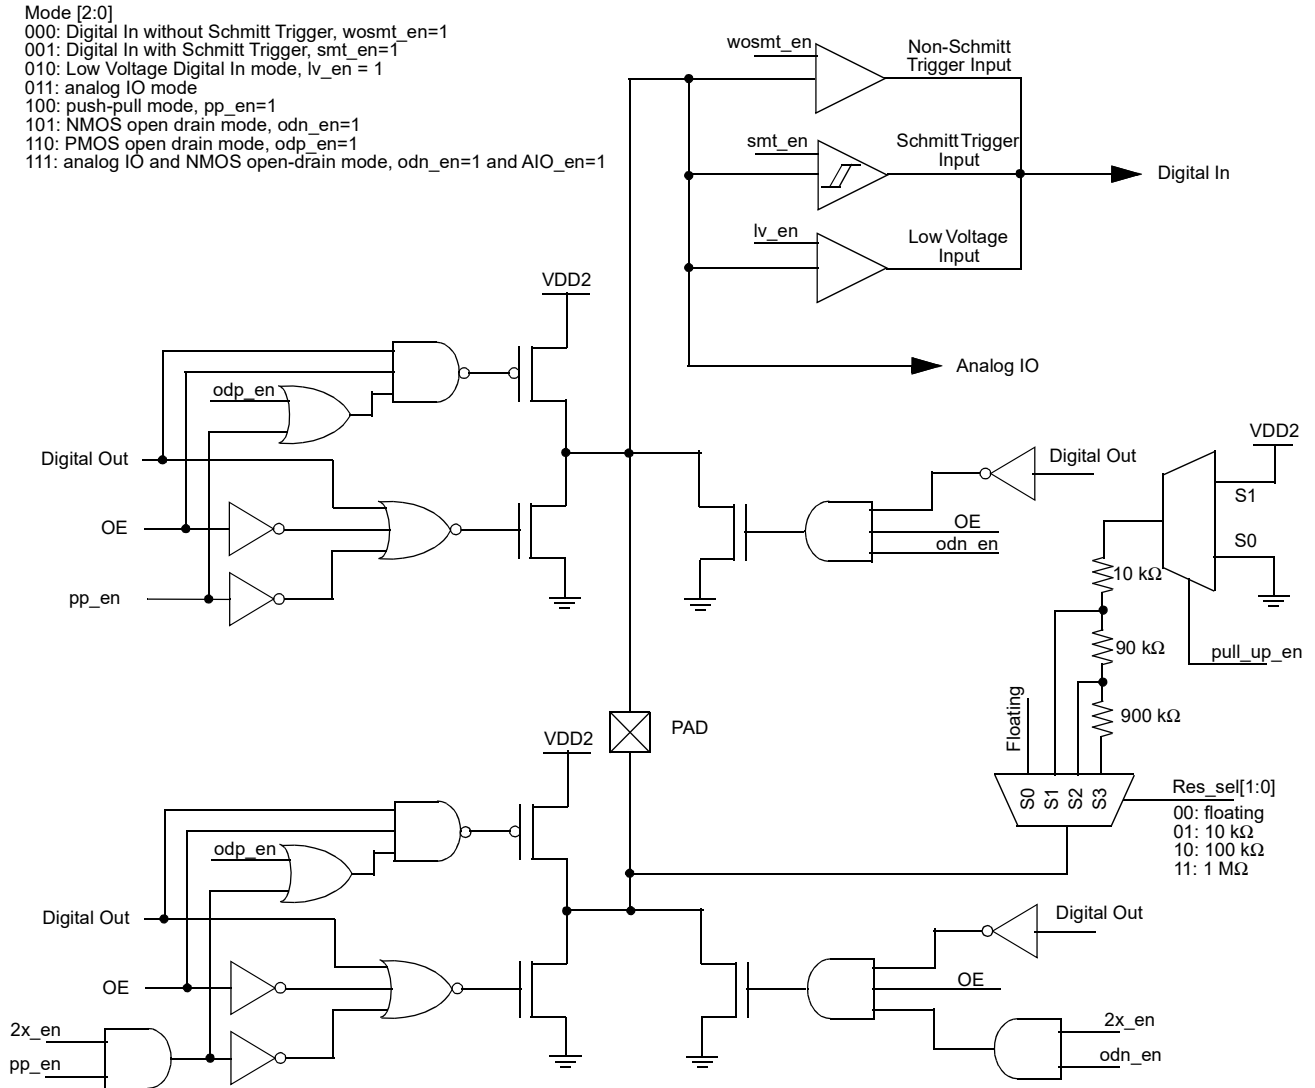 Mode [2:0]
000: Digital In without Schmitt Trigger, wosmt_en=1
001: Digital In with Schmitt Trigger, smt_en=1
010: Low Voltage Digital In mode, lv_en = 1
011: analog IO mode
100: push-pull mode, pp_en=1
101: NMOS open drain mode, odn_en=1
110: PMOS open drain mode, odp_en=1
111: analog IO and NMOS open-drain mode, odn_en=1 and AIO_en=1
wosmt_en
Non-Schmitt
Trigger Input
smt_en
Schmitt Trigger
Input
Digital In
lv_en
Low Voltage
Input
Analog IO
VDD2
odp_en
Digital Out
OE
pp_en
Digital Out
OE
odn_en
VDD2
S1
S0
10 kΩ
90 kΩ
900 kΩ
pull_up_en
Floating
S0
S1
S2
S3
Res_sel[1:0]
00: floating
01: 10 kΩ
10: 100 kΩ
11: 1 MΩ
PAD
VDD2
odp_en
Digital Out
OE
2x_en
pp_en
Digital Out
OE
2x_en
odn_en